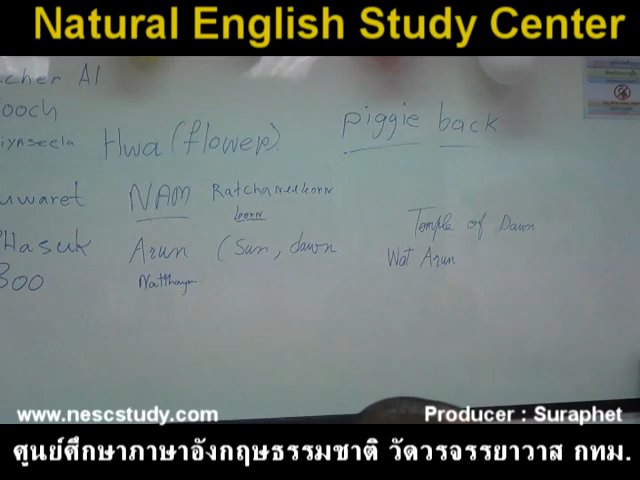 Natural English Study Center
cher Al
ooch
iyaseela
Hwa (flower)
piggie back
uwaret
NAM
leorn
Hasuk
Arun (Sun, dawn
Boo
Temple of Dawn
Wat Arun
www.nescstudy.com
Producer : Suraphet
ศูนย์ศึกษาภาษาอังกฤษธรรมชาติ วัดวรจรรยาวาส กทม.